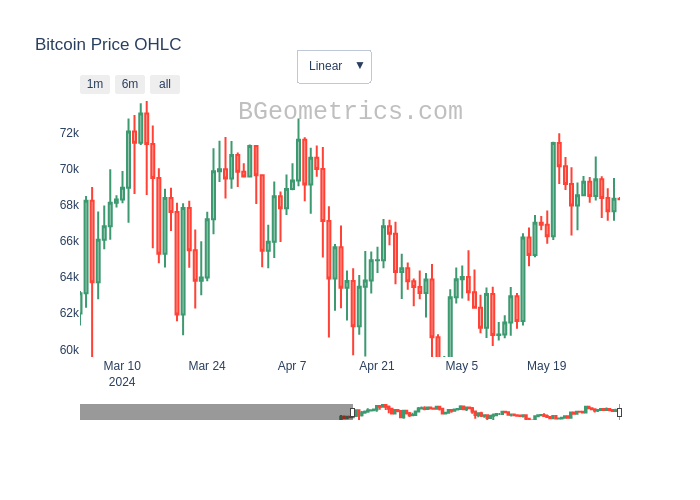 Bitcoin Price OHLC
Linear ▼
1m 6m all
BGeometrics.com
72k
70k
68k
66k
64k
62k
60k
Mar 10 Mar 24 Apr 7 Apr 21 May 5 May 19
2024